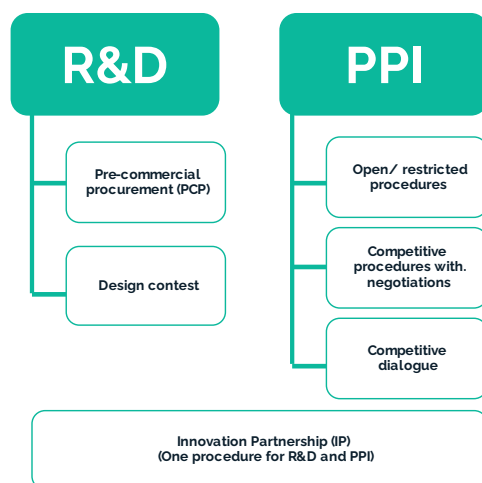 R&D
Pre-commercial
procurement (PCP)
Design contest
PPI
Open/ restricted
procedures
Competitive
procedures with.
negotiations
Competitive
dialogue
Innovation Partnership (IP)
(One procedure for R&D and PPI)